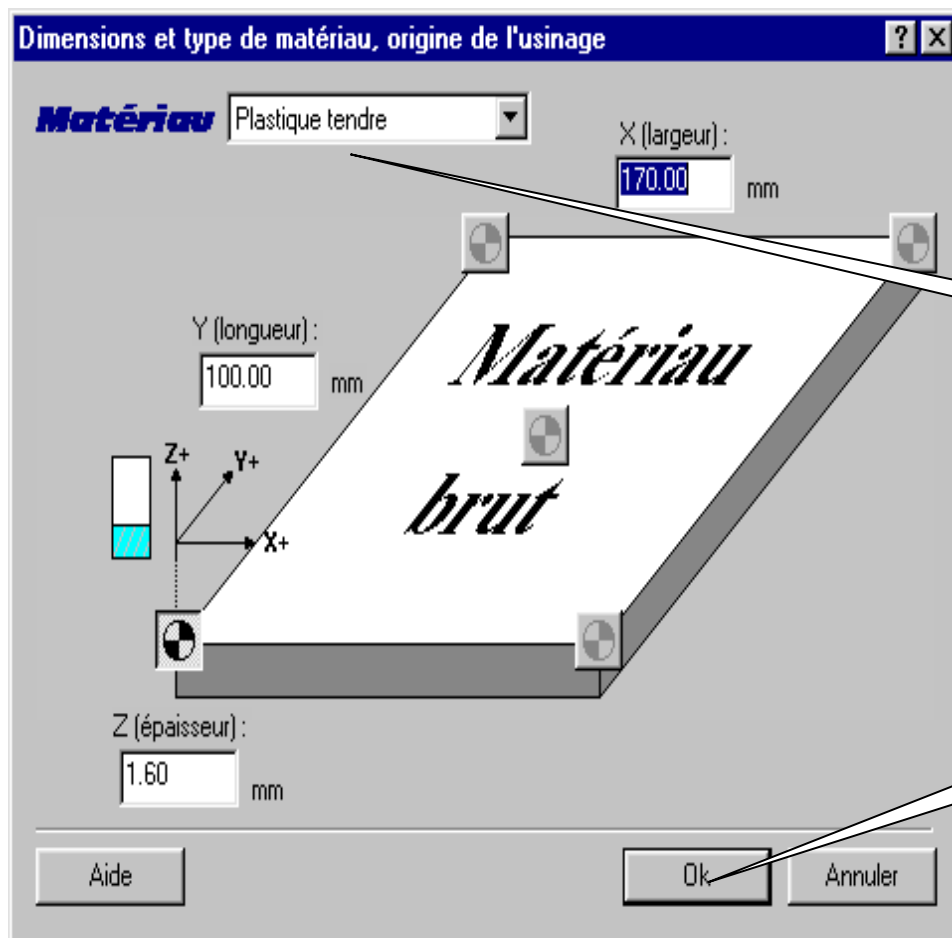 Dimensions et type de matériau, origine de l'usinage
Matériau
Plastique tendre
X (largeur) :
170.00 mm
Y (longueur) :
100.00 mm
Matériau
brut
Z+
Y+
X+
Z (épaisseur) :
1.60 mm
Aide
Ok
Annuler